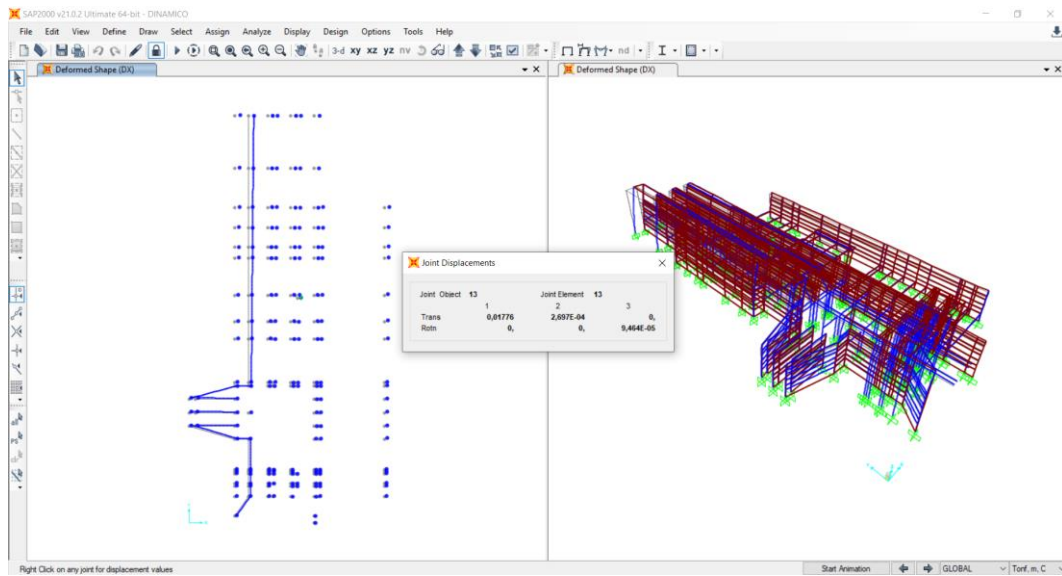 SAP2000 v21.0.2 Ultimate 64-bit - DINAMICO
File Edit View Define Draw Select Assign Analyze Display Design Options Tools Help
3-d xy xz yz nv nd
Deformed Shape (DX)
Deformed Shape (DX)
Joint Displacements
Joint Object 13 Joint Element 13
1 2 3
Trans 0,01776 2,697E-04 0,
Rotn 0, 0, 9,464E-05
Right Click on any joint for displacement values
Start Animation GLOBAL Tonf, m, C